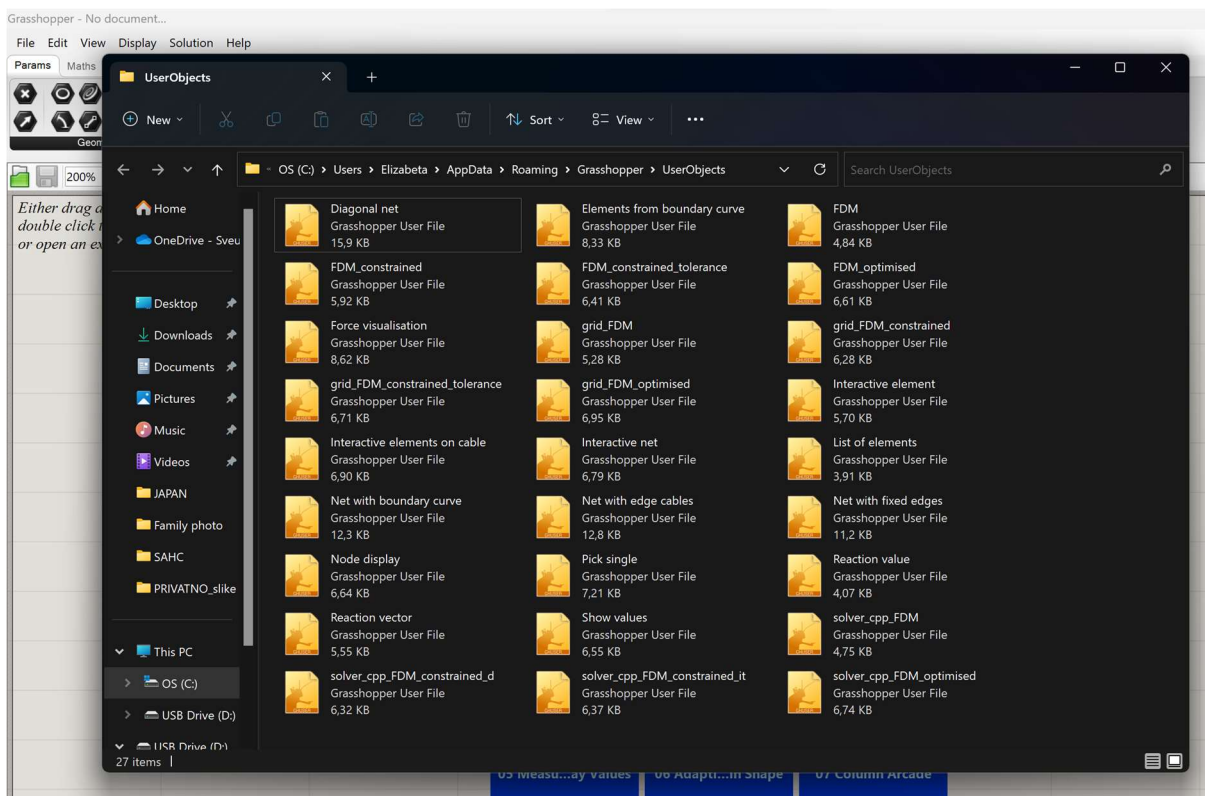 Grasshopper - No document...
File Edit View Display Solution Help
Params Maths
UserObjects
New Sort View
Geom
200%
OS (C:) > Users > Elizabeta > AppData > Roaming > Grasshopper > UserObjects
Search UserObjects
Either drag a
double click t
or open an ex
Home
OneDrive - Sveu
Desktop
Downloads
Documents
Pictures
Music
Videos
JAPAN
Family photo
SAHC
PRIVATNO_slike
This PC
OS (C:)
USB Drive (D:)
USB Drive (D:)
Diagonal net
Grasshopper User File
15,9 KB
Elements from boundary curve
Grasshopper User File
8,33 KB
FDM
Grasshopper User File
4,84 KB
FDM_constrained
Grasshopper User File
5,92 KB
FDM_constrained_tolerance
Grasshopper User File
6,41 KB
FDM_optimised
Grasshopper User File
6,61 KB
Force visualisation
Grasshopper User File
8,62 KB
grid_FDM
Grasshopper User File
5,28 KB
grid_FDM_constrained
Grasshopper User File
6,28 KB
grid_FDM_constrained_tolerance
Grasshopper User File
6,71 KB
grid_FDM_optimised
Grasshopper User File
6,95 KB
Interactive element
Grasshopper User File
5,70 KB
Interactive elements on cable
Grasshopper User File
6,90 KB
Interactive net
Grasshopper User File
6,79 KB
List of elements
Grasshopper User File
3,91 KB
Net with boundary curve
Grasshopper User File
12,3 KB
Net with edge cables
Grasshopper User File
12,8 KB
Net with fixed edges
Grasshopper User File
11,2 KB
Node display
Grasshopper User File
6,64 KB
Pick single
Grasshopper User File
7,21 KB
Reaction value
Grasshopper User File
4,07 KB
Reaction vector
Grasshopper User File
5,55 KB
Show values
Grasshopper User File
6,55 KB
solver_cpp_FDM
Grasshopper User File
4,75 KB
solver_cpp_FDM_constrained_d
Grasshopper User File
6,32 KB
solver_cpp_FDM_constrained_it
Grasshopper User File
6,37 KB
solver_cpp_FDM_optimised
Grasshopper User File
6,74 KB
27 items
05 Measu...ay Values 06 Adapti...in Shape 07 Column Arcade